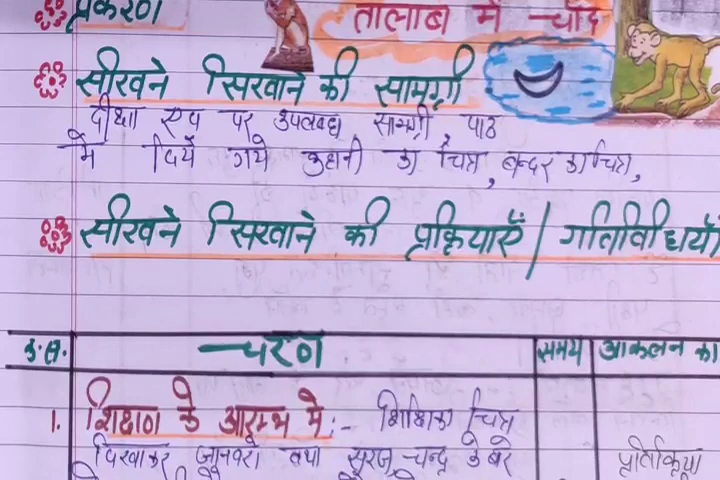 प्रकरण तालाब में चाँद
सीखने सिखाने की सामग्री
दीक्षा एप पर उपलब्ध सामग्री, पाठ
में दिये गये कहानी का चित्र, बन्दर का चित्र,
सीखने सिखाने की प्रक्रियाएँ / गतिविधियाँ
क्र.सं. चरण समय आकलन का
1. शिक्षण के आरम्भ में:- शिक्षिका चित्र
दिखाकर जानवरों तथा सूरज, चन्द्र के बारे प्रतिक्रिया